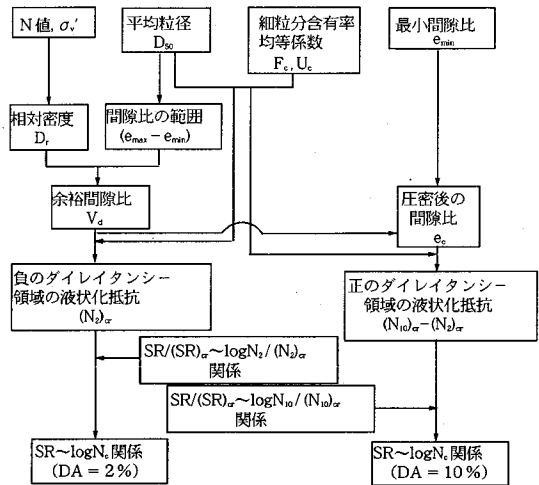 N値, σv′
平均粒径
D50
細粒分含有率
均等係数
Fc, Uc
最小間隙比
emin
相対密度
Dr
間隙比の範囲
(emax − emin)
余裕間隙比
Vd
圧密後の
間隙比
ec
負のダイレイタンシー
領域の液状化抵抗
(N2)cr
正のダイレイタンシー
領域の液状化抵抗
(N10)cr−(N2)cr
SR/(SR)cr～logN2/(N2)cr
関係
SR/(SR)cr～logN10/(N10)cr
関係
SR～logNc関係
(DA = 2%)
SR～logNc関係
(DA = 10%)